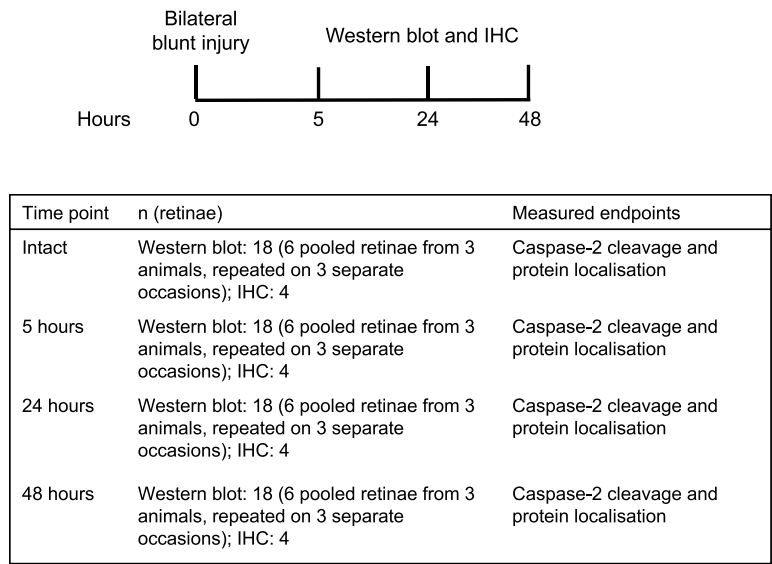 Bilateral
blunt injury
Western blot and IHC
Hours 0 5 24 48
Time point n (retinae) Measured endpoints
Intact Western blot: 18 (6 pooled retinae from 3 Caspase-2 cleavage and
animals, repeated on 3 separate protein localisation
occasions); IHC: 4
5 hours Western blot: 18 (6 pooled retinae from 3 Caspase-2 cleavage and
animals, repeated on 3 separate protein localisation
occasions); IHC: 4
24 hours Western blot: 18 (6 pooled retinae from 3 Caspase-2 cleavage and
animals, repeated on 3 separate protein localisation
occasions); IHC: 4
48 hours Western blot: 18 (6 pooled retinae from 3 Caspase-2 cleavage and
animals, repeated on 3 separate protein localisation
occasions); IHC: 4